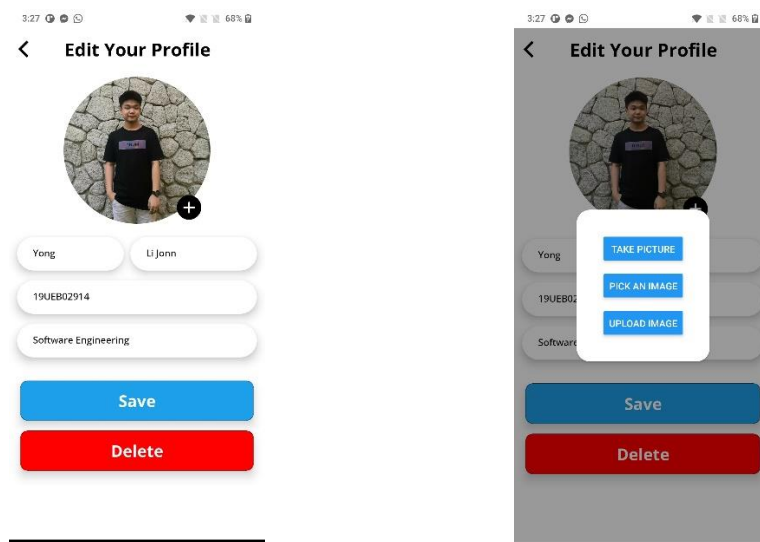 3:27 68%
Edit Your Profile
Yong Li Jonn
19UEB02914
Software Engineering
Save
Delete
3:27 68%
Edit Your Profile
TAKE PICTURE
Yong
PICK AN IMAGE
19UEB02
UPLOAD IMAGE
Software
Save
Delete